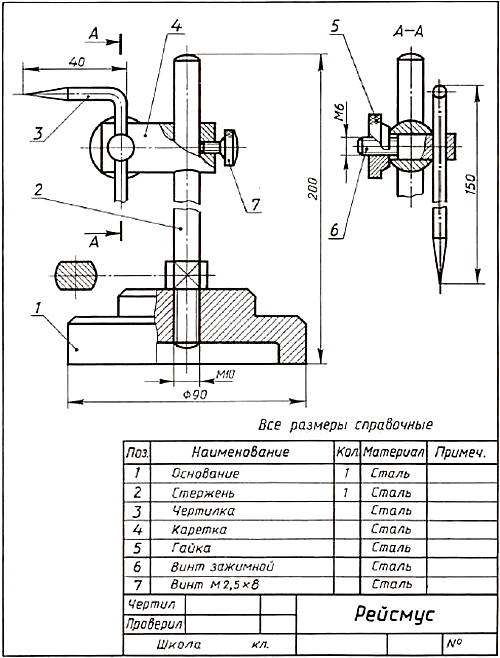 А
4
А–А
5
40
3
М6
2
7
200
150
А
6
1
М10
Ф90
Все размеры справочные
Поз. Наименование Кол. Материал Примеч.
1 Основание 1 Сталь
2 Стержень 1 Сталь
3 Чертилка Сталь
4 Каретка Сталь
5 Гайка Сталь
6 Винт зажимной Сталь
7 Винт М2,5×8 Сталь
Чертил
Рейсмус
Проверил
Школа кл. №